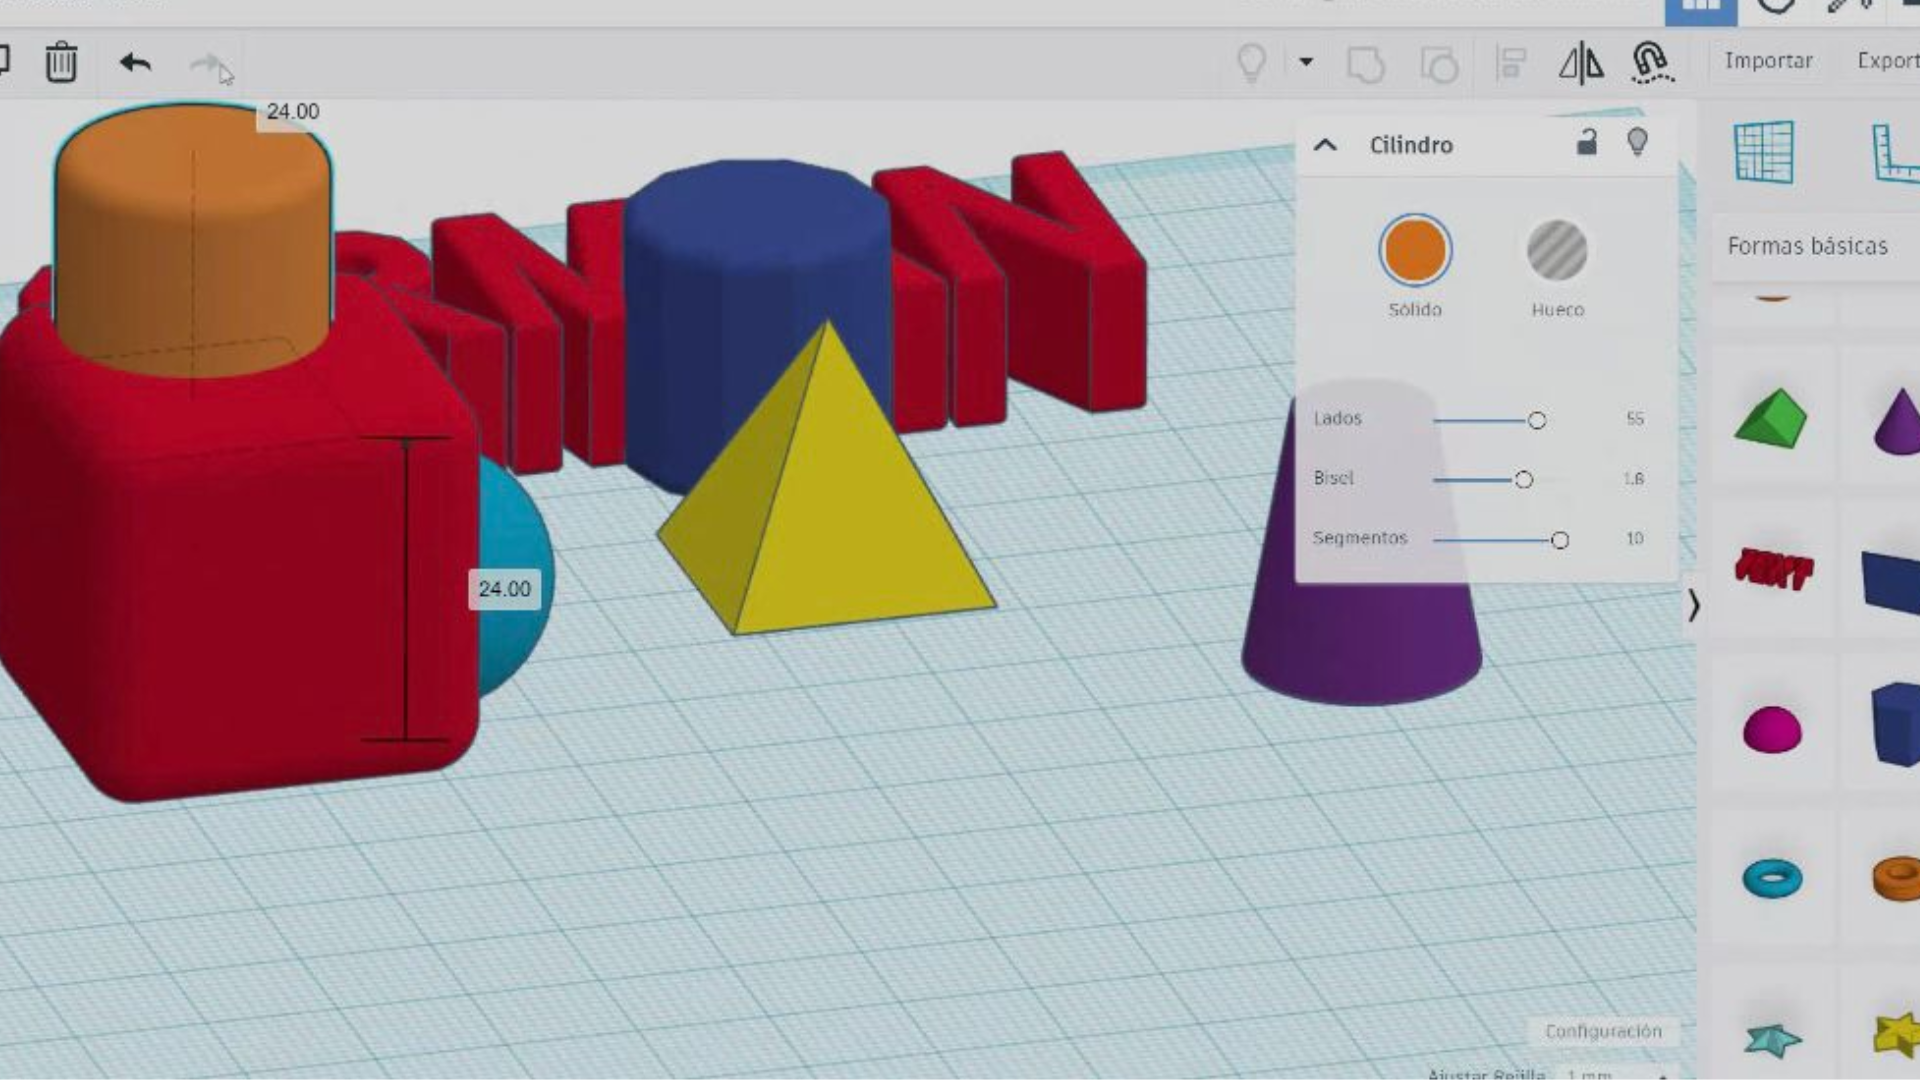 Importar
Export
24.00
Cilindro
Sólido
Hueco
Formas básicas
Lados
55
Bisel
1.8
Segmentos
10
24.00
Configuración
Ajustar Rejilla 1 mm